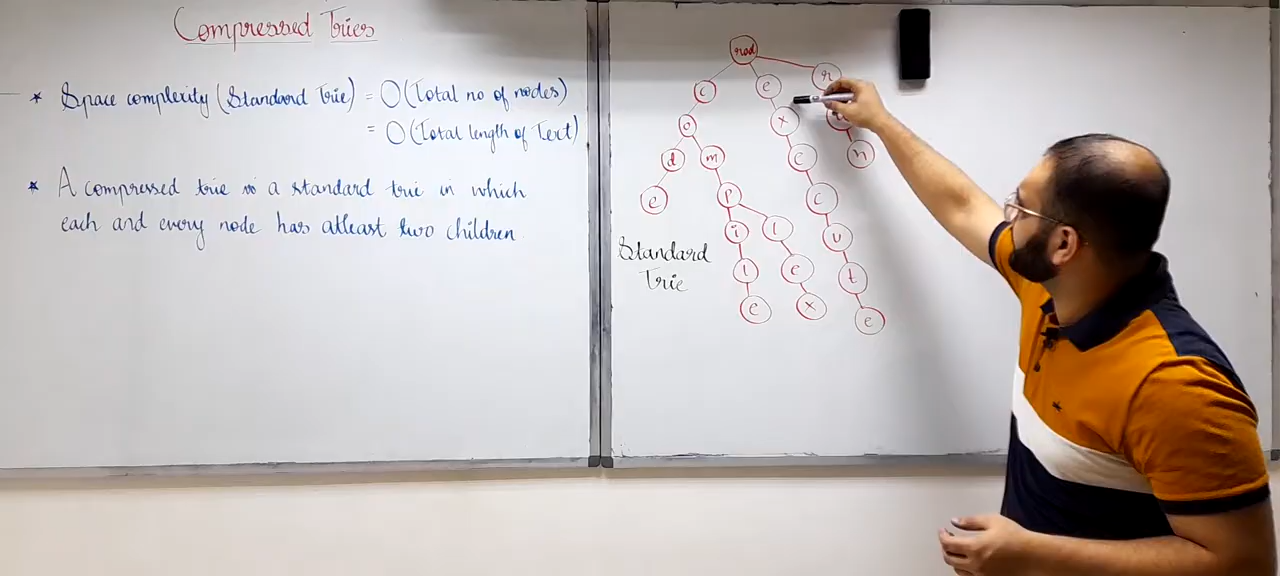 Compressed Tries
* Space complexity (Standard Trie) = O(Total no of nodes)
= O(Total length of Text)
* A compressed trie is a standard trie in which
each and every node has atleast two children.
root
c e r
o x
d m c n
e p c
i l u
l e t
e x e
Standard
Trie